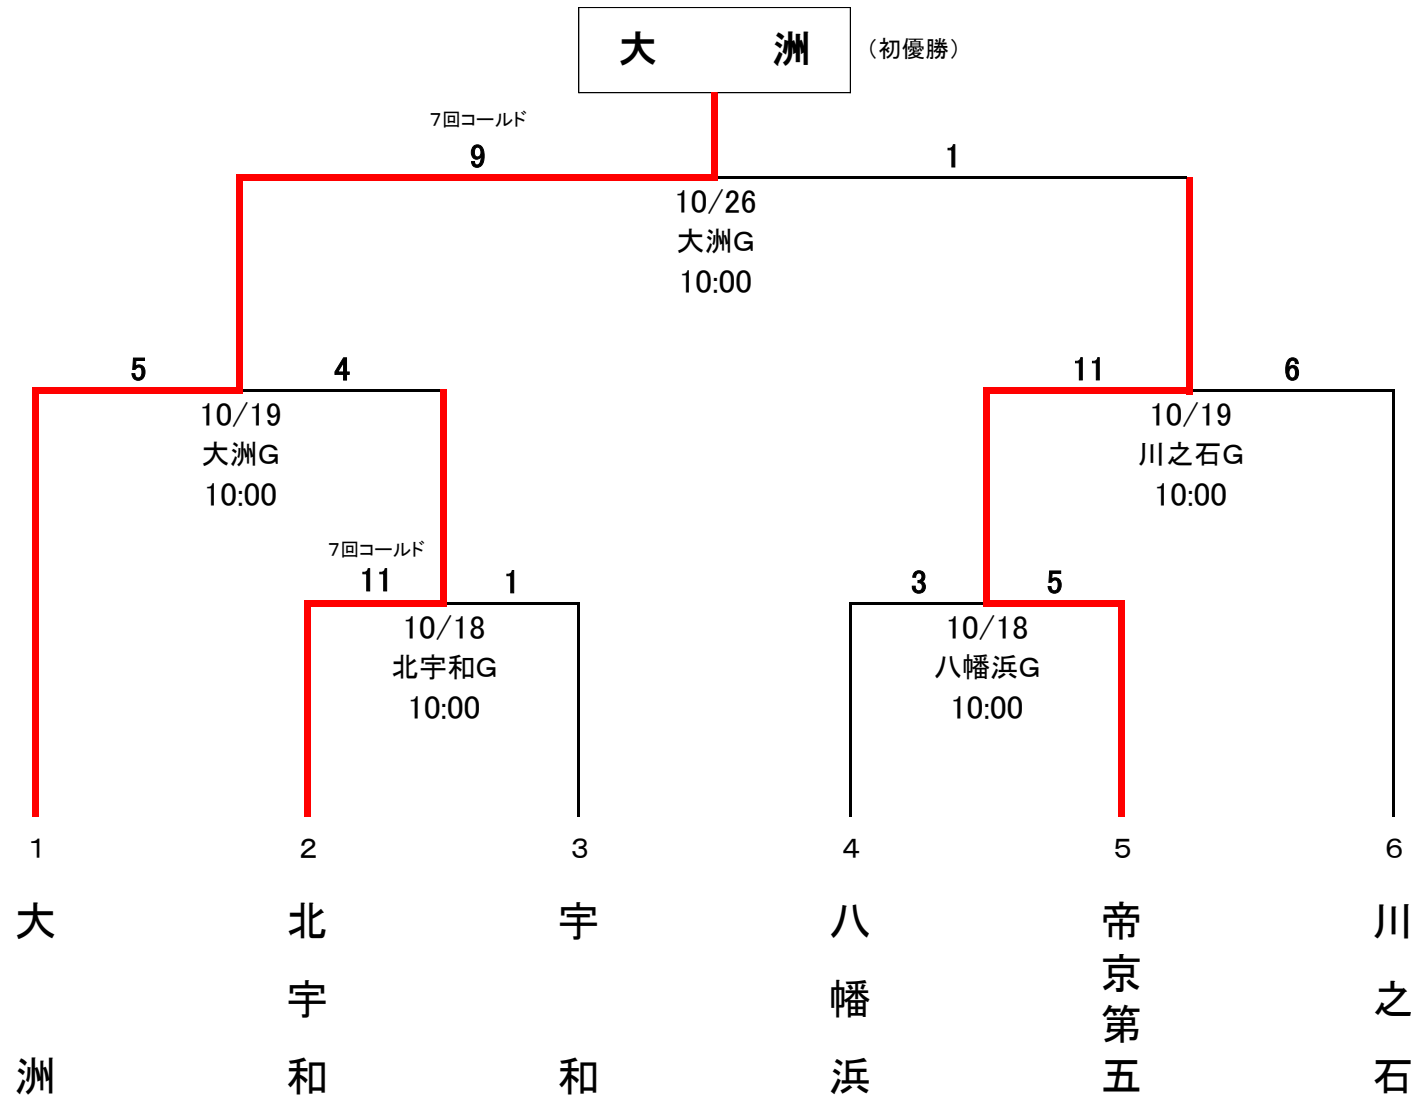 大　洲 （初優勝）
７回コールド
9 1
10/26
大洲G
10:00
5 4 11 6
10/19 10/19
大洲G 川之石G
10:00 10:00
７回コールド
11 1 3 5
10/18 10/18
北宇和G 八幡浜G
10:00 10:00
1 2 3 4 5 6
大洲
北宇和
宇和
八幡浜
帝京第五
川之石